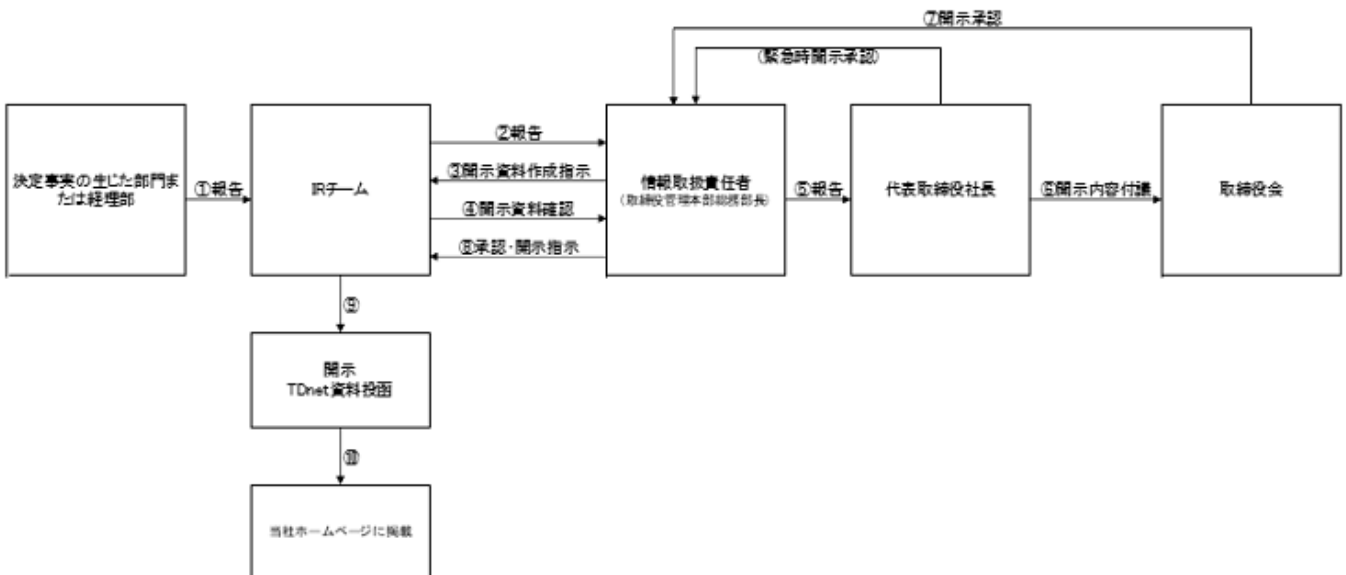 ⑦開示承認
(緊急時開示承認)
決定事実の生じた部門ま
たは経理部
①報告
IRチーム
②報告
③開示資料作成指示
④開示資料確認
⑧承認・開示指示
情報取扱責任者
(取締役管理本部総務部長)
⑤報告
代表取締役社長
⑥開示内容付議
取締役会
⑨
開示
TDnet資料投函
⑩
当社ホームページに掲載